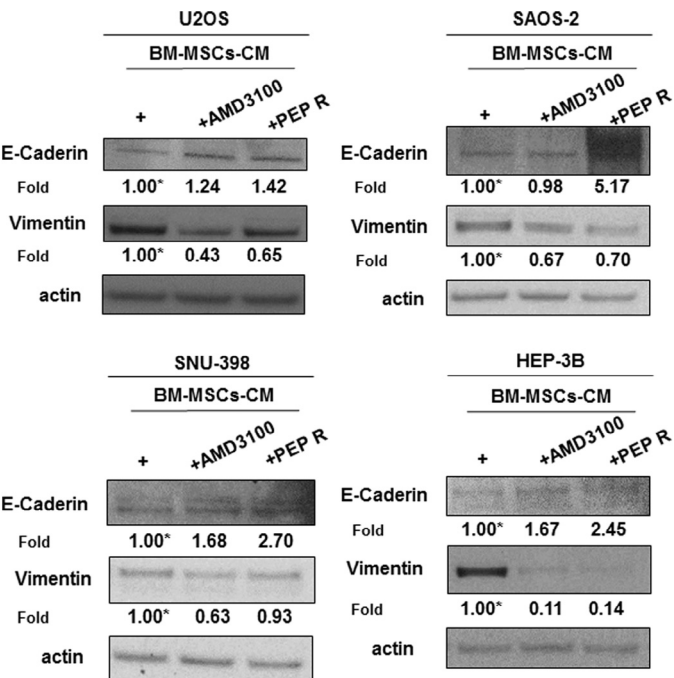 U2OS
BM-MSCs-CM
+ +AMD3100 +PEP R
E-Caderin
Fold 1.00* 1.24 1.42
Vimentin
Fold 1.00* 0.43 0.65
actin
SAOS-2
BM-MSCs-CM
+ +AMD3100 +PEP R
E-Caderin
Fold 1.00* 0.98 5.17
Vimentin
Fold 1.00* 0.67 0.70
actin
SNU-398
BM-MSCs-CM
+ +AMD3100 +PEP R
E-Caderin
Fold 1.00* 1.68 2.70
Vimentin
Fold 1.00* 0.63 0.93
actin
HEP-3B
BM-MSCs-CM
+ +AMD3100 +PEP R
E-Caderin
Fold 1.00* 1.67 2.45
Vimentin
Fold 1.00* 0.11 0.14
actin